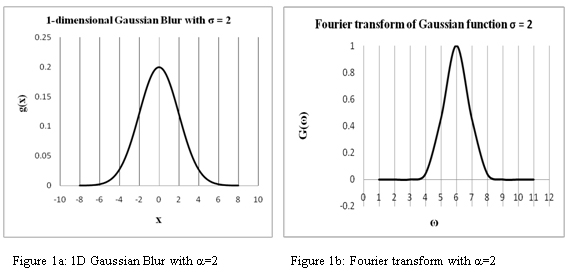 1-dimensional Gaussian Blur with σ = 2
0.25
0.2
0.15
0.1
0.05
0
g(x)
-10 -8 -6 -4 -2 0 2 4 6 8 10
x
Figure 1a: 1D Gaussian Blur with α=2
Fourier transform of Gaussian function σ = 2
1
0.8
0.6
0.4
0.2
0
-0.2
G(ω)
0 1 2 3 4 5 6 7 8 9 10 11 12
ω
Figure 1b: Fourier transform with α=2